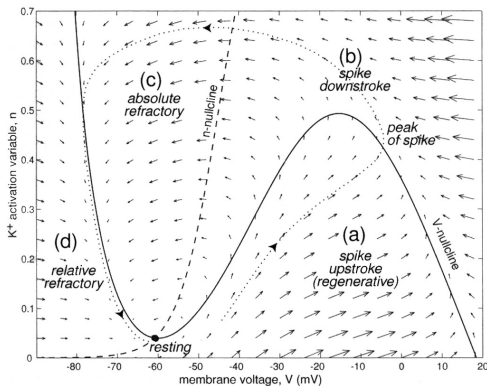 0.7
0.6
0.5
0.4
0.3
0.2
0.1
0
K+ activation variable, n
(b)
spike
downstroke
(c)
absolute
refractory
n-nullcline
peak
of spike
(d)
relative
refractory
(a)
spike
upstroke
(regenerative)
V-nullcline
resting
-80 -70 -60 -50 -40 -30 -20 -10 0 10
membrane voltage, V (mV)